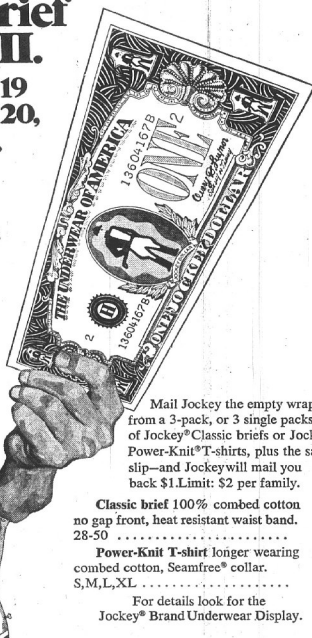 rief
II.
19
20,
THE UNDERWEAR OF AMERICA
13604167B
2
ONE
H
2
13604167B
ONE JOCKEY DOLLAR
Mail Jockey the empty wrap
from a 3-pack, or 3 single packs
of Jockey® Classic briefs or Jock
Power-Knit® T-shirts, plus the sa
slip—and Jockey will mail you
back $1. Limit: $2 per family.
Classic brief 100% combed cotton
no gap front, heat resistant waist band.
28-50 ........................
Power-Knit T-shirt longer wearing
combed cotton, Seamfree® collar.
S,M,L,XL ....................
For details look for the
Jockey® Brand Underwear Display.